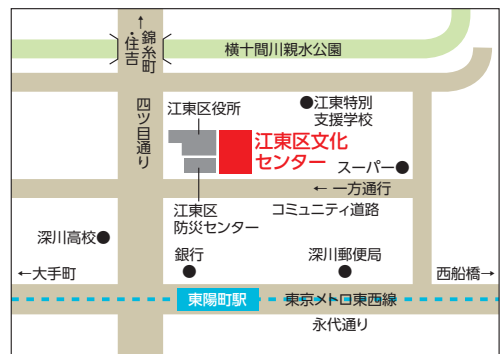 ←錦糸町
・住吉
横十間川親水公園
四ツ目通り
江東区役所
江東特別
支援学校
江東区文化
センター
スーパー
← 一方通行
江東区
防災センター
コミュニティ道路
深川高校
銀行
深川郵便局
←大手町
西船橋→
東陽町駅
東京メトロ東西線
永代通り